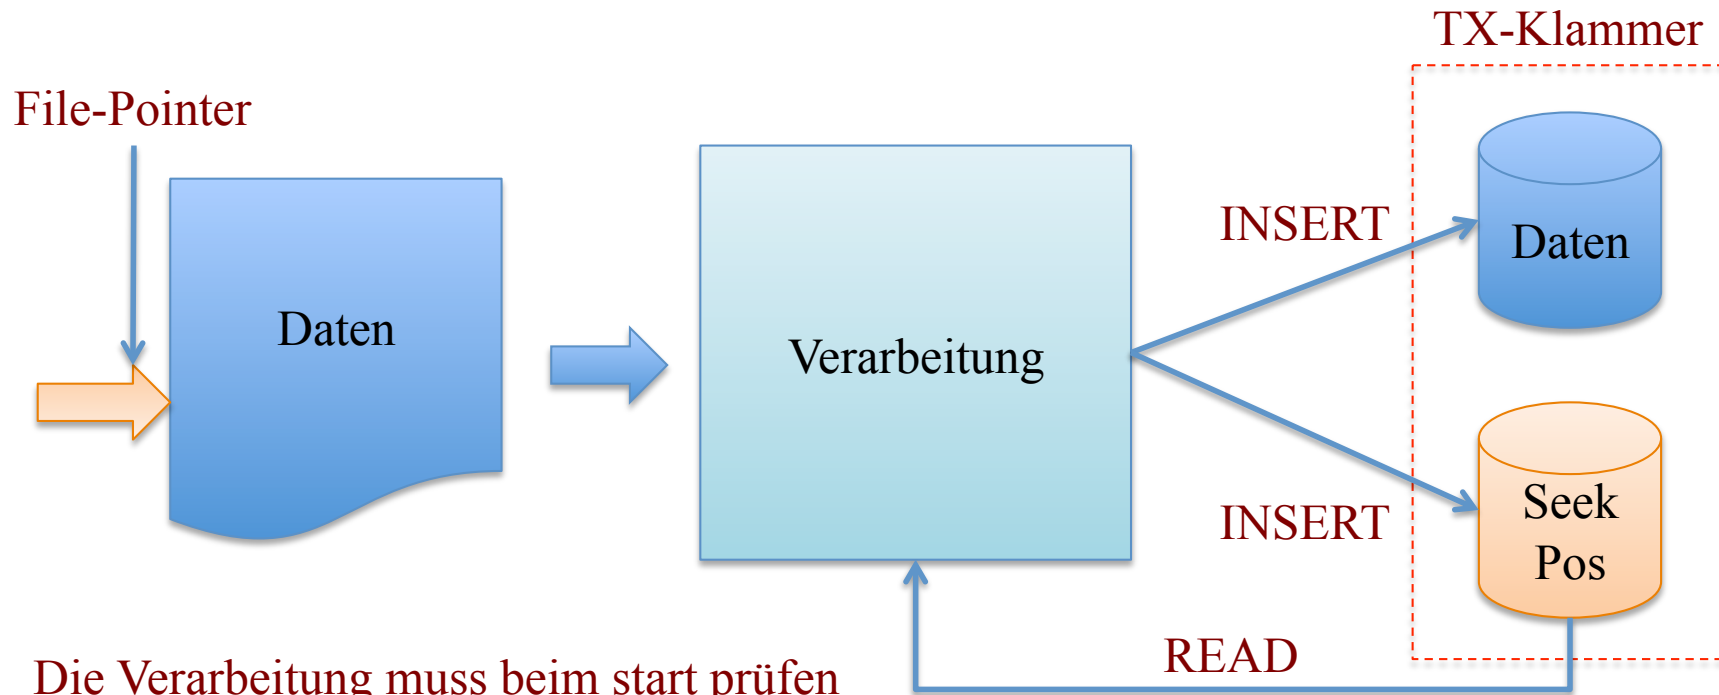 TX-Klammer
File-Pointer
INSERT
Daten
Daten
Verarbeitung
Seek
Pos
INSERT
READ
Die Verarbeitung muss beim start prüfen